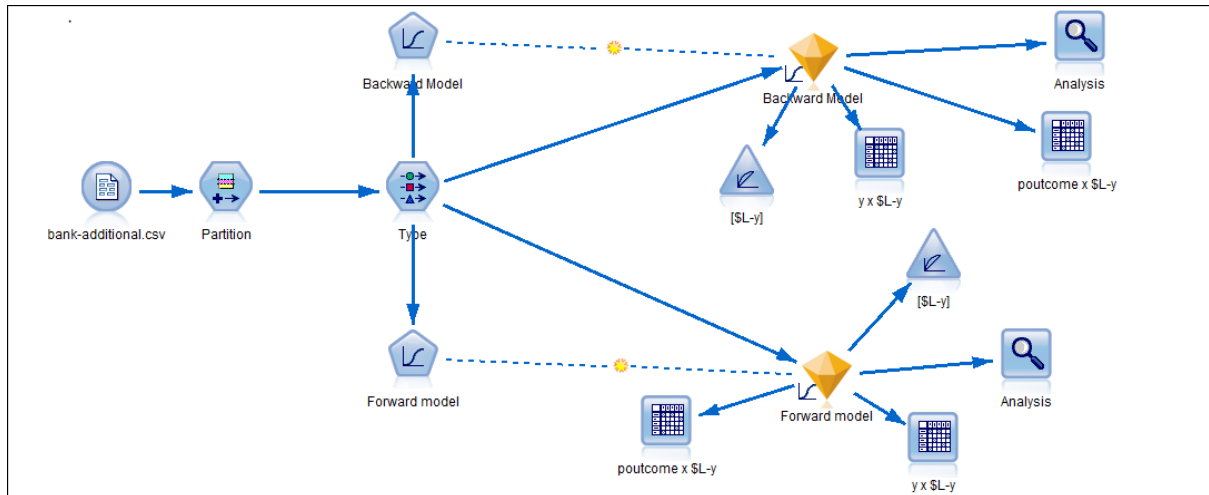 Backward Model
Backward Model
Analysis
poutcome x $L-y
y x $L-y
[$L-y]
bank-additional.csv
Partition
Type
[$L-y]
Forward model
Forward model
Analysis
poutcome x $L-y
y x $L-y